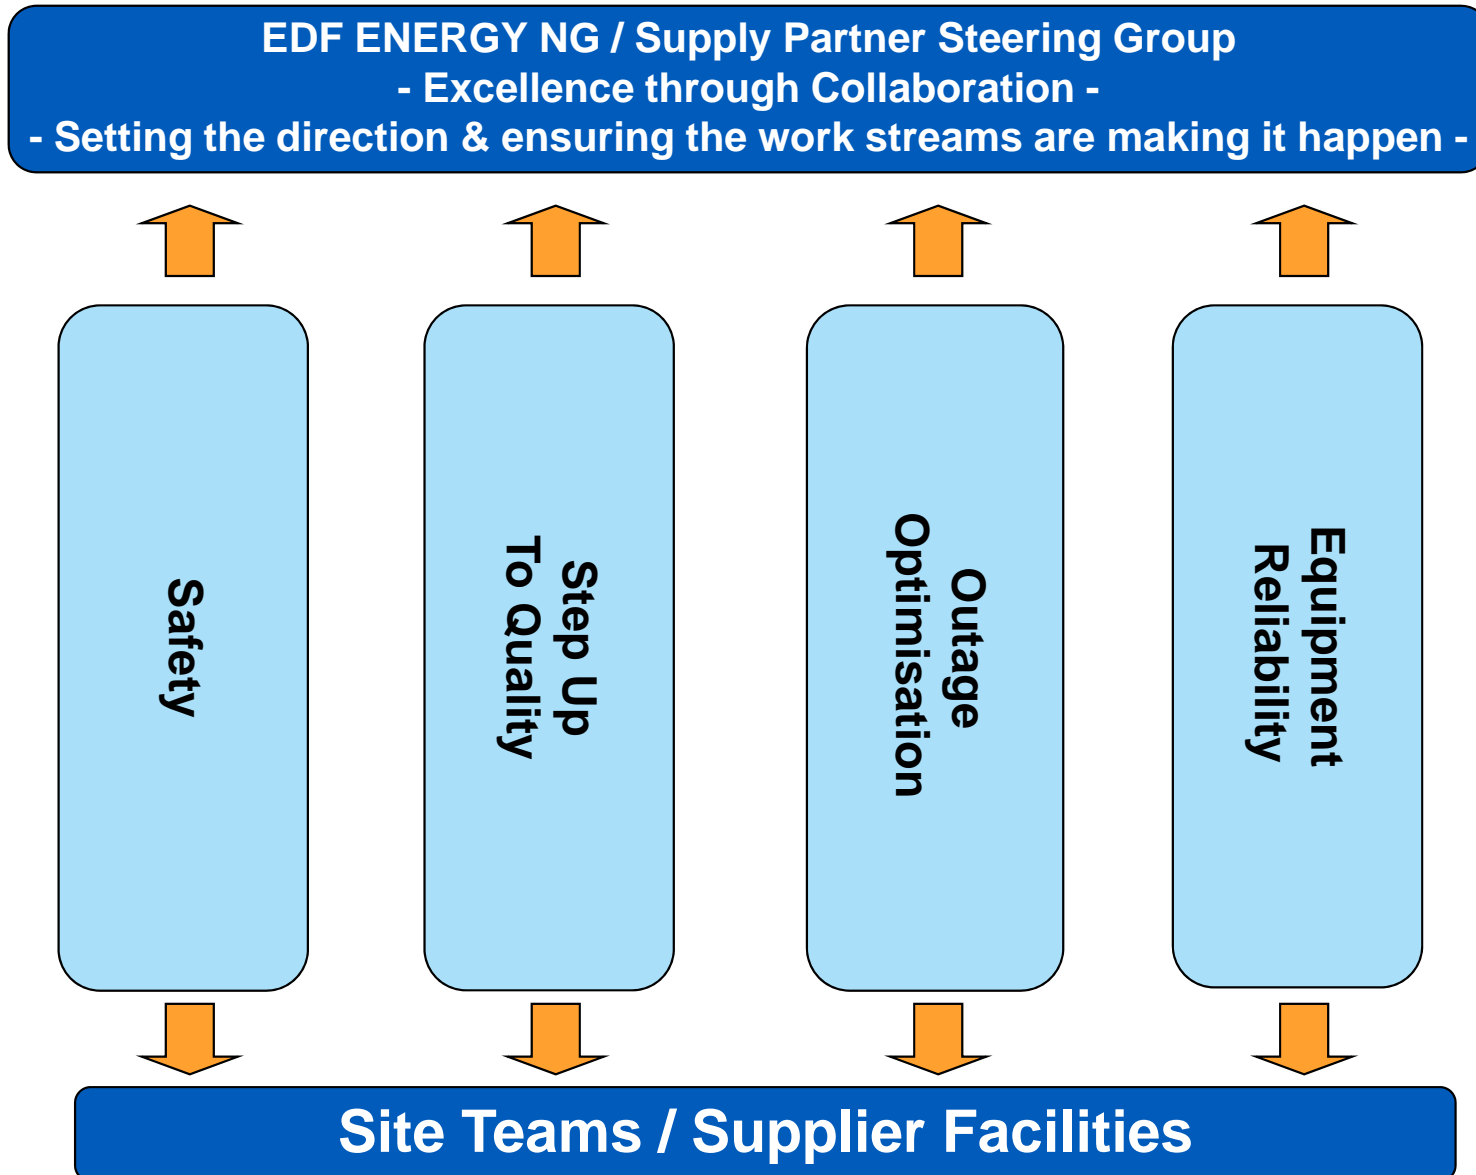 EDF ENERGY NG / Supply Partner Steering Group
- Excellence through Collaboration -
- Setting the direction & ensuring the work streams are making it happen -
Safety
Step Up
To Quality
Outage
Optimisation
Equipment
Reliability
Site Teams / Supplier Facilities